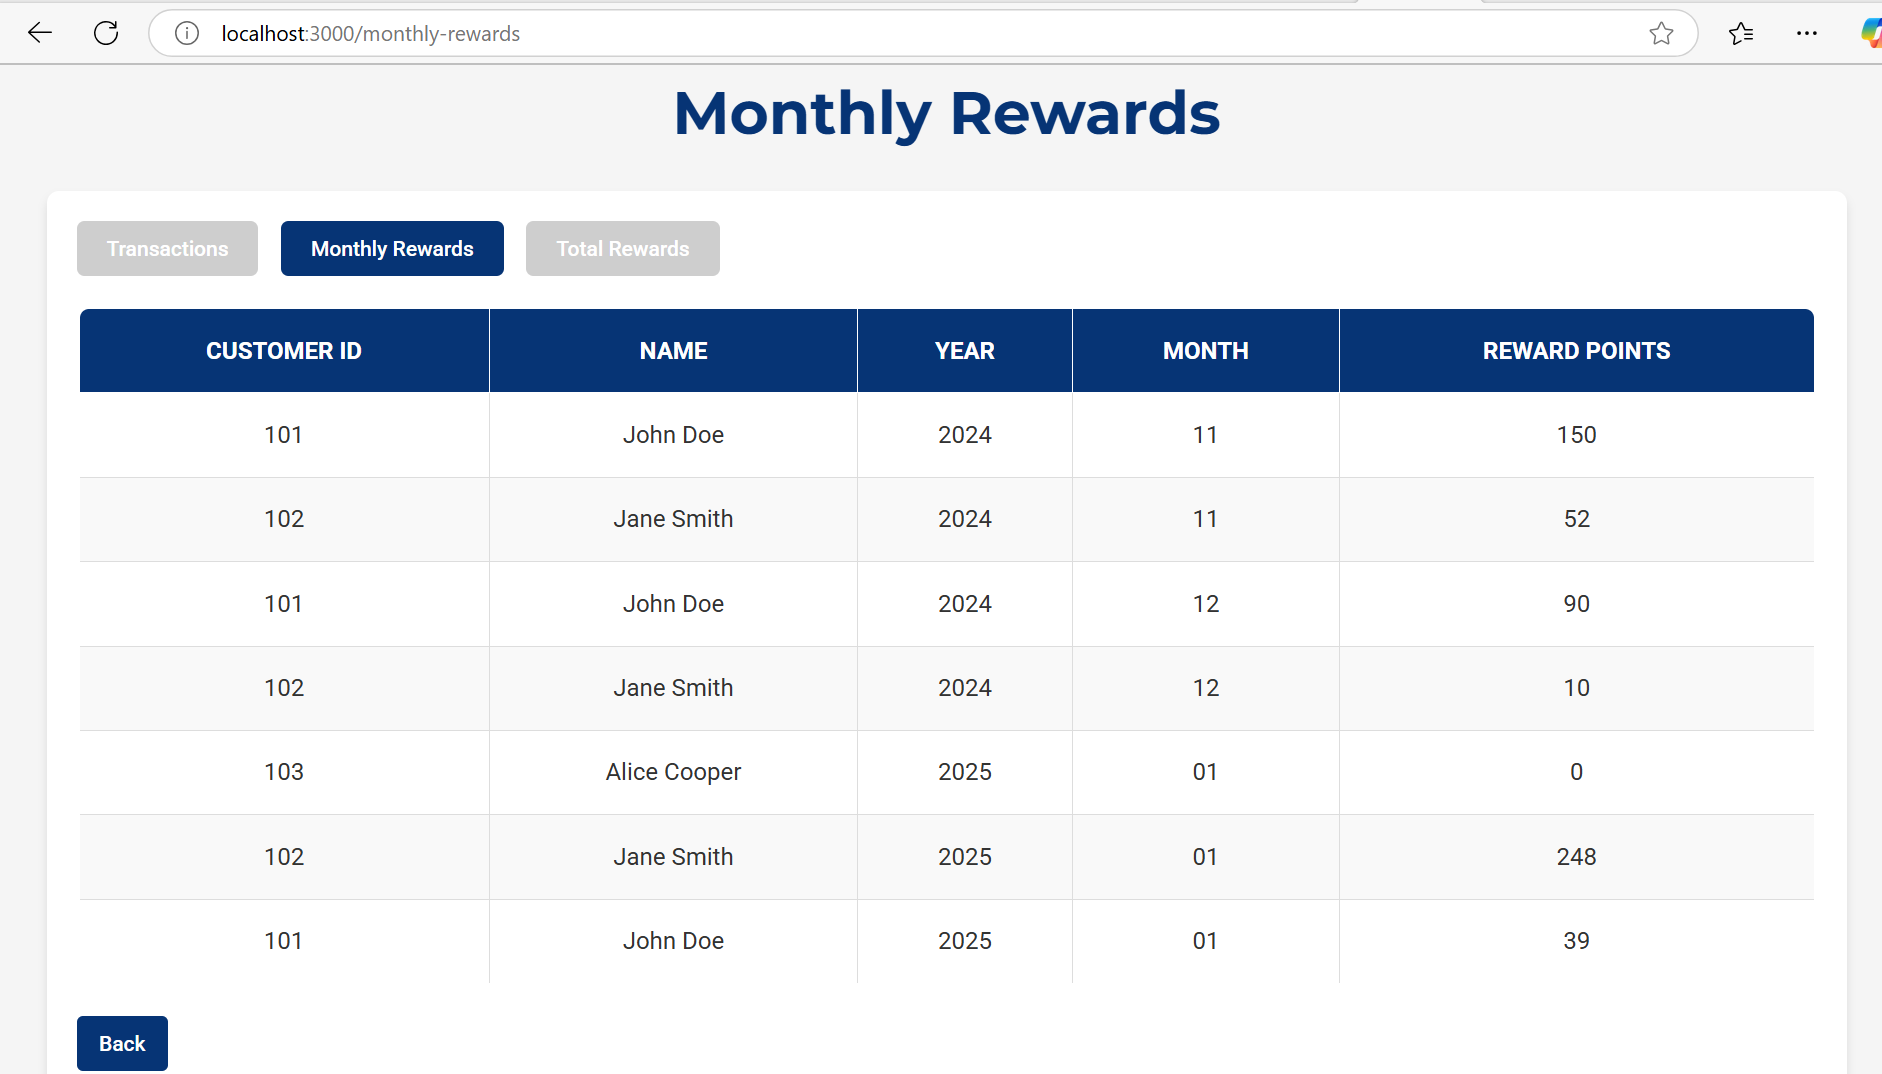 localhost:3000/monthly-rewards
Monthly Rewards
Transactions Monthly Rewards Total Rewards
CUSTOMER ID NAME YEAR MONTH REWARD POINTS
101 John Doe 2024 11 150
102 Jane Smith 2024 11 52
101 John Doe 2024 12 90
102 Jane Smith 2024 12 10
103 Alice Cooper 2025 01 0
102 Jane Smith 2025 01 248
101 John Doe 2025 01 39
Back